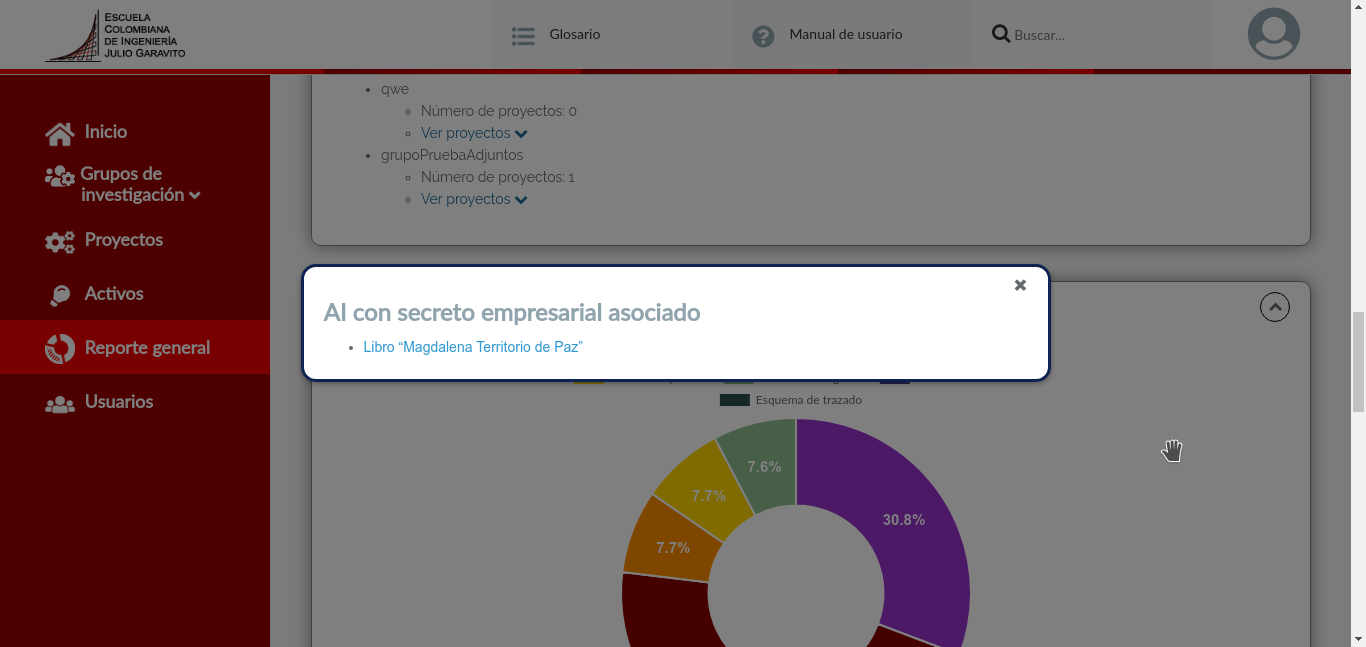 ESCUELA
COLOMBIANA
DE INGENIERÍA
JULIO GARAVITO
Glosario
Manual de usuario
Buscar...
Inicio
Grupos de
investigación
Proyectos
Activos
Reporte general
Usuarios
qwe
Número de proyectos: 0
Ver proyectos
grupoPruebaAdjuntos
Número de proyectos: 1
Ver proyectos
AI con secreto empresarial asociado
Libro “Magdalena Territorio de Paz”
Esquema de trazado
7.6%
7.7%
30.8%
7.7%